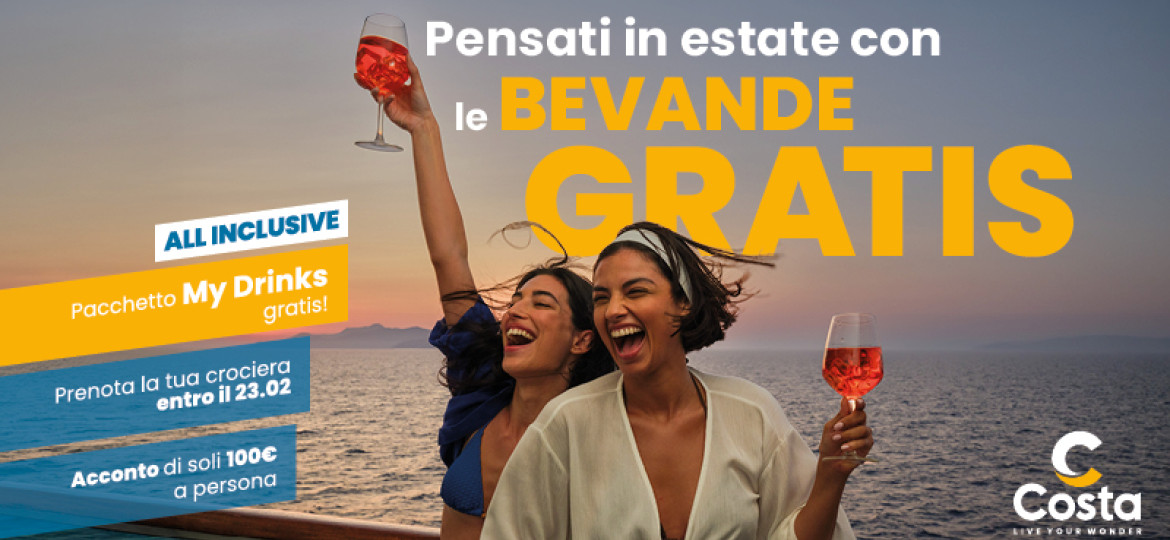 Pensati in estate con
le BEVANDE
GRATIS
ALL INCLUSIVE
Pacchetto My Drinks
gratis!
Prenota la tua crociera
entro il 23.02
Acconto di soli 100€
a persona
Costa
LIVE YOUR WONDER